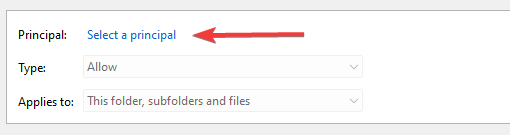 Principal: Select a principal
Type: Allow
Applies to: This folder, subfolders and files